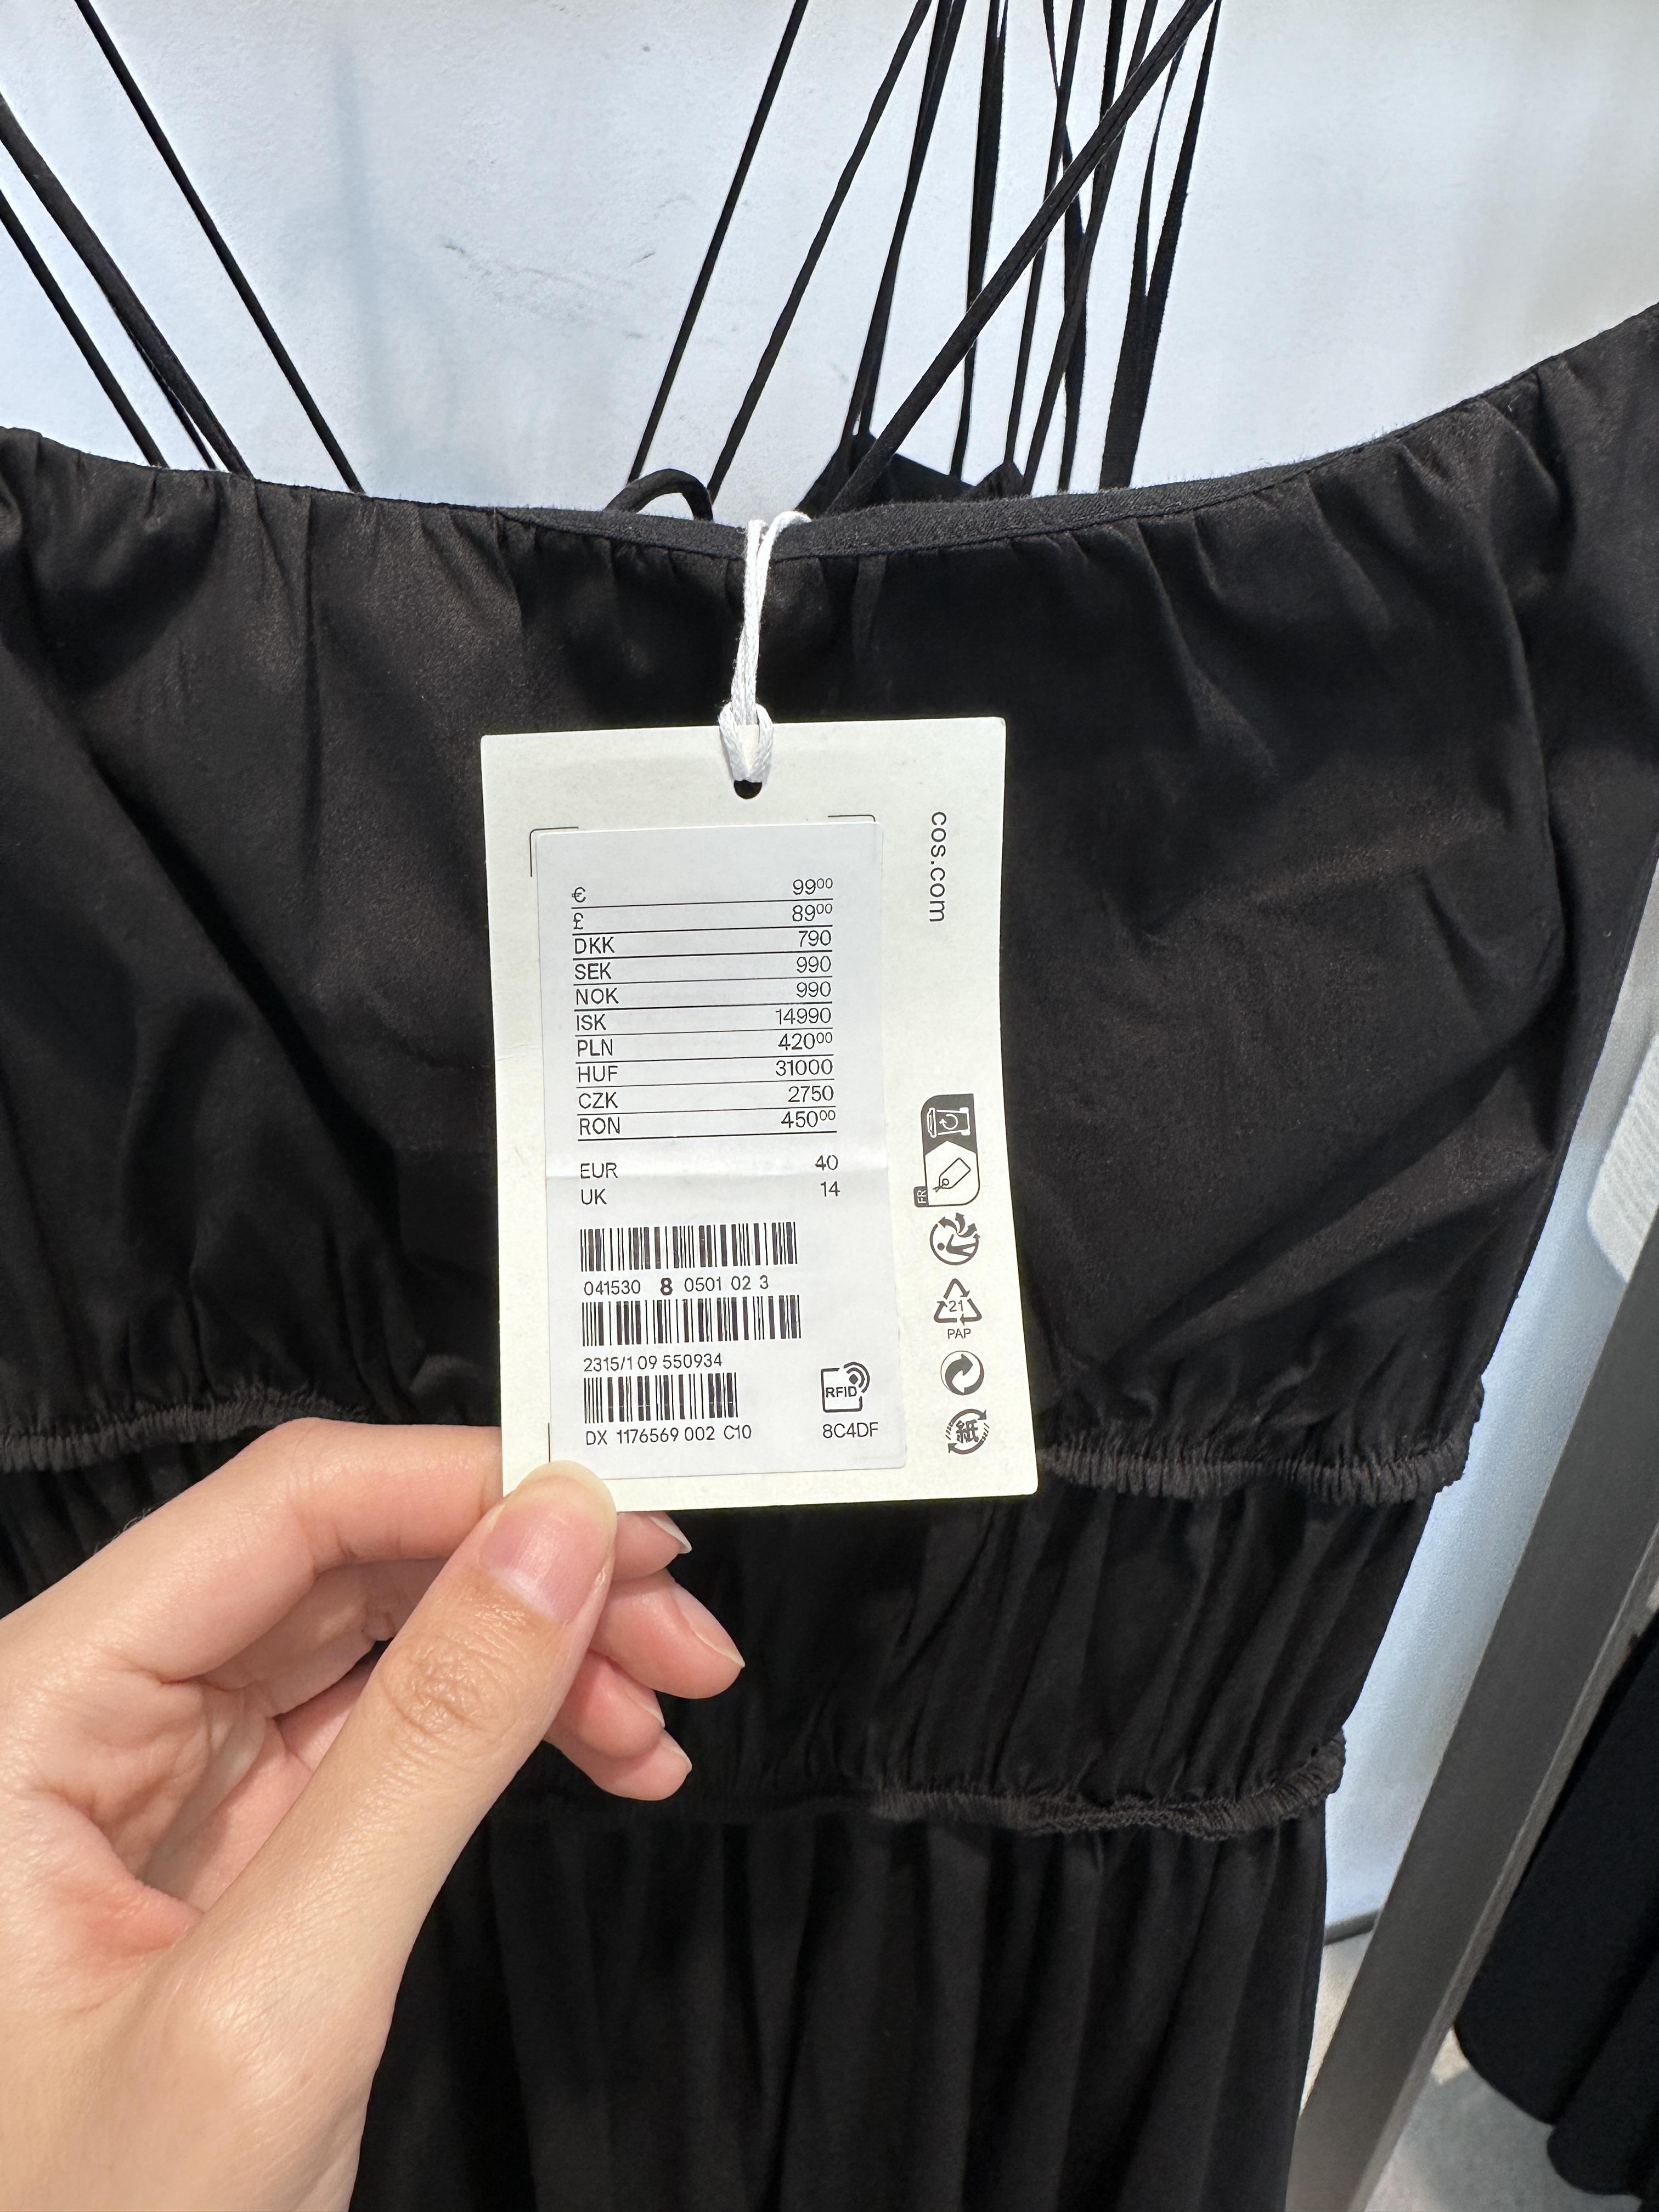 cos.com
€ 99⁰⁰
£ 89⁰⁰
DKK 790
SEK 990
NOK 990
ISK 14990
PLN 420⁰⁰
HUF 31000
CZK 2750
RON 450⁰⁰
EUR 40
UK 14
041530 8 0501 02 3
2315/1 09 550934
DX 1176569 002 C10
RFID
8C4DF
FR
21
PAP
紙